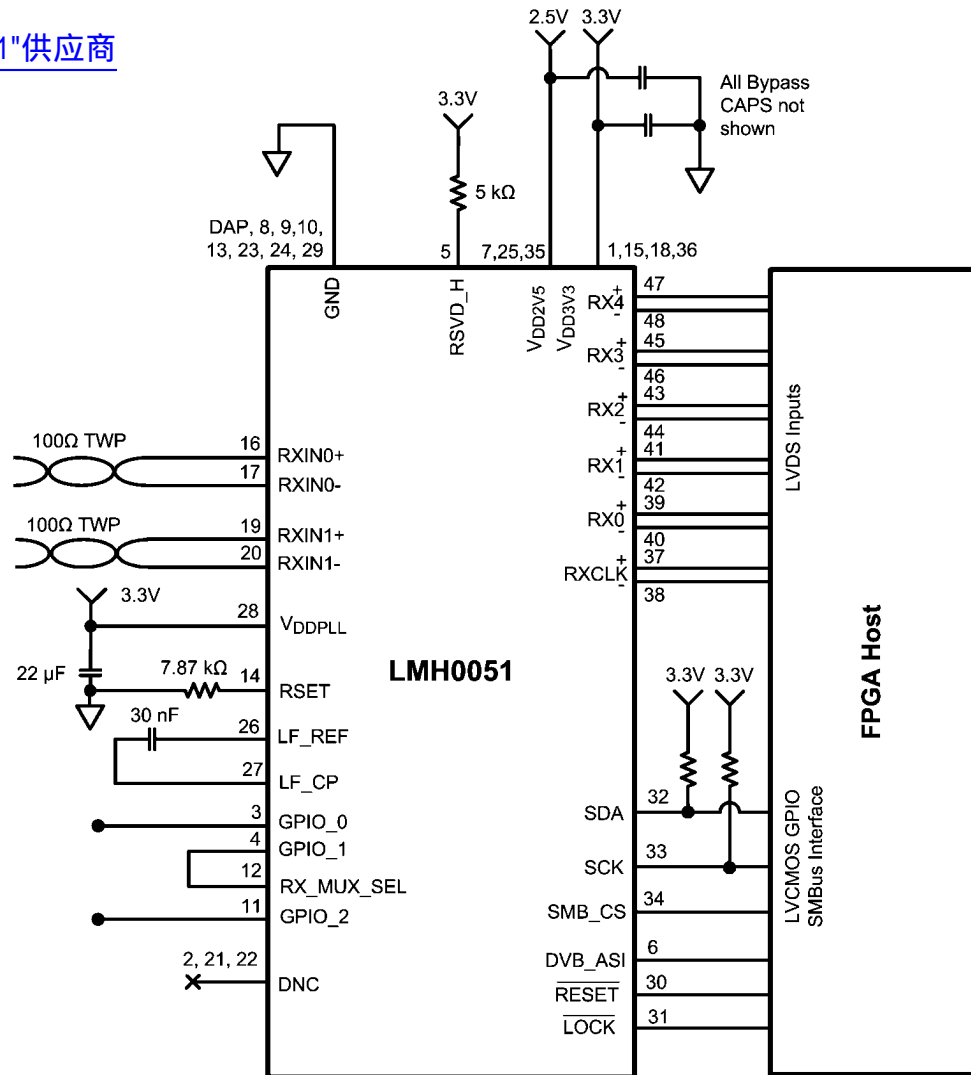 1"供应商
2.5V 3.3V
All Bypass
CAPS not
shown
3.3V
5 kΩ
DAP, 8, 9,10,
13, 23, 24, 29
5
7,25,35
1,15,18,36
GND
RSVD_H
VDD2V5
VDD3V3
RX4 + 47
- 48
RX3 + 45
- 46
RX2 + 43
- 44
RX1 + 41
- 42
RX0 + 39
- 40
RXCLK + 37
- 38
LVDS Inputs
100Ω TWP
16 RXIN0+
17 RXIN0-
100Ω TWP
19 RXIN1+
20 RXIN1-
3.3V
28 VDDPLL
22 µF
7.87 kΩ
14 RSET
30 nF
26 LF_REF
27 LF_CP
3 GPIO_0
4 GPIO_1
12 RX_MUX_SEL
11 GPIO_2
2, 21, 22 DNC
LMH0051
3.3V 3.3V
SDA 32
SCK 33
SMB_CS 34
DVB_ASI 6
RESET 30
LOCK 31
LVCMOS GPIO
SMBus Interface
FPGA Host